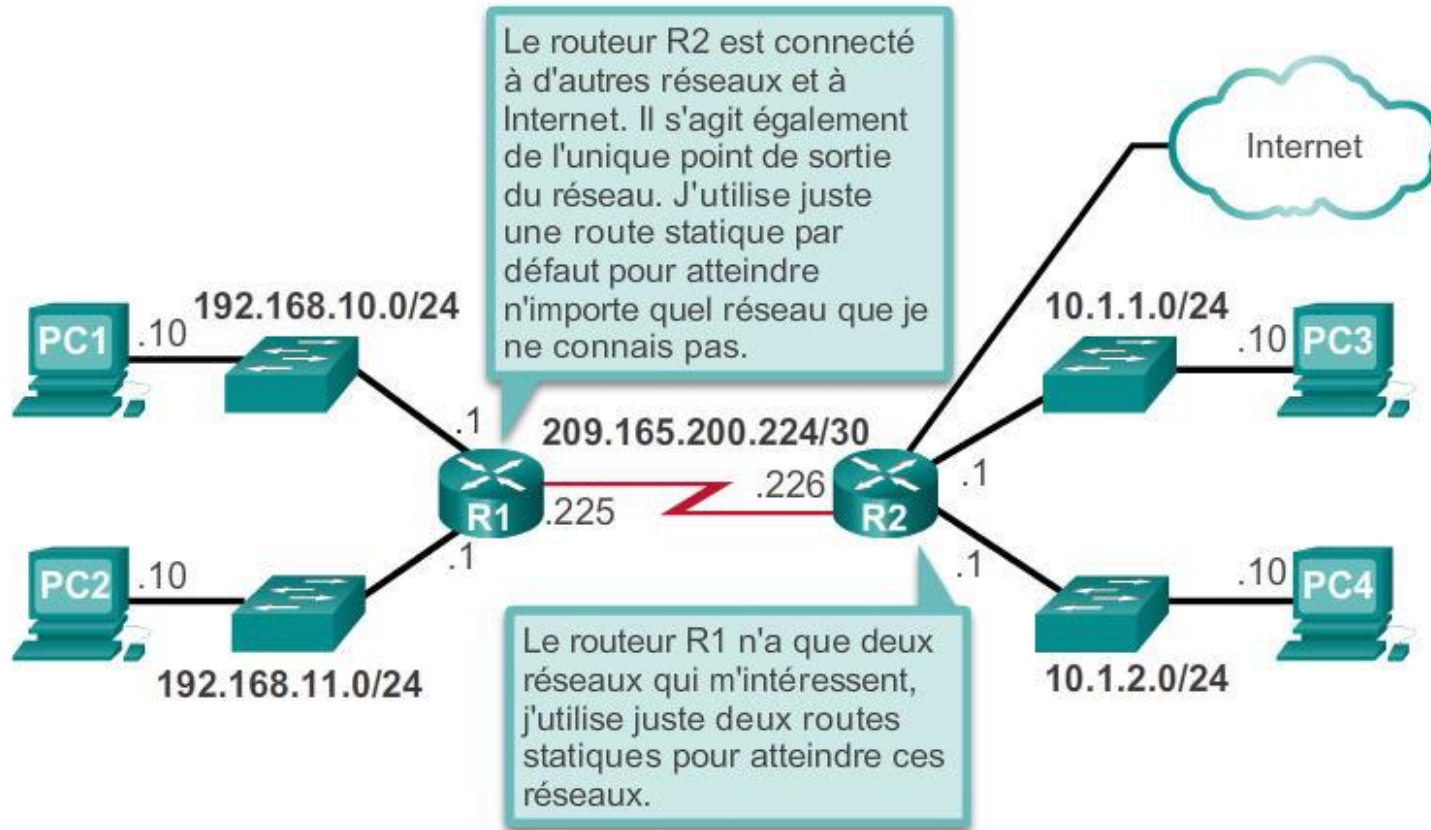 Le routeur R2 est connecté
à d'autres réseaux et à
Internet. Il s'agit également
de l'unique point de sortie
du réseau. J'utilise juste
une route statique par
défaut pour atteindre
n'importe quel réseau que je
ne connais pas.
Internet
192.168.10.0/24
10.1.1.0/24
PC1
.10
.10
PC3
.1
209.165.200.224/30
.1
R1
.225
.226
R2
.1
.1
PC2
.10
.10
PC4
192.168.11.0/24
10.1.2.0/24
Le routeur R1 n'a que deux
réseaux qui m'intéressent,
j'utilise juste deux routes
statiques pour atteindre ces
réseaux.